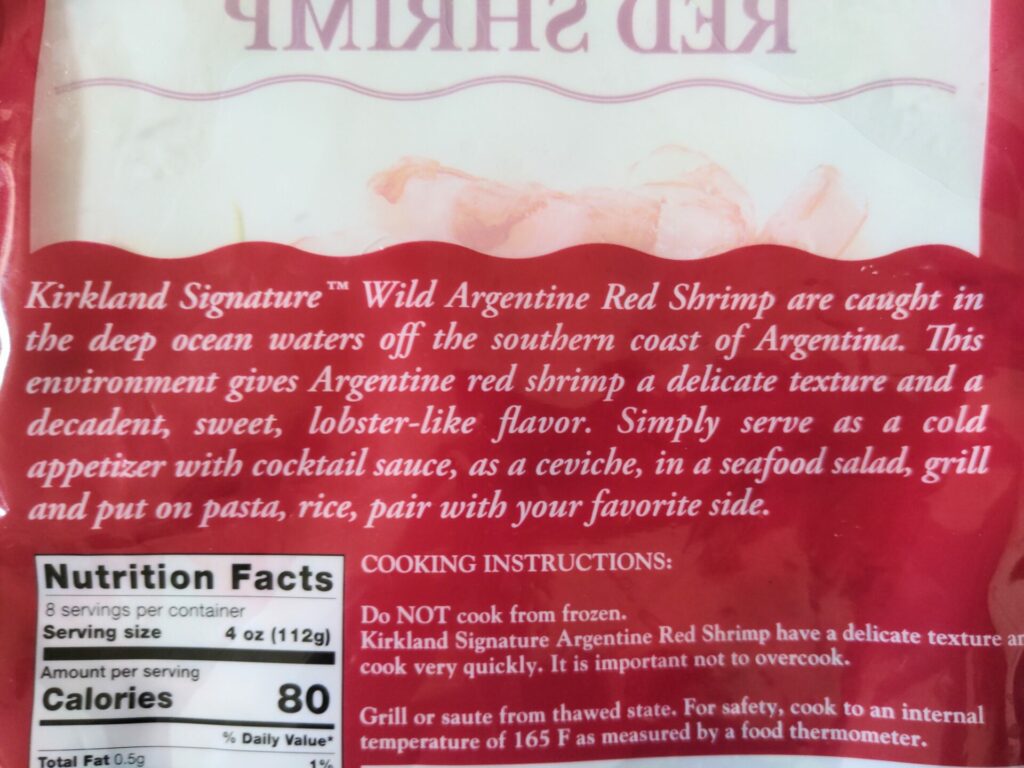 RED SHRIMP
Kirkland Signature™ Wild Argentine Red Shrimp are caught in
the deep ocean waters off the southern coast of Argentina. This
environment gives Argentine red shrimp a delicate texture and a
decadent, sweet, lobster-like flavor. Simply serve as a cold
appetizer with cocktail sauce, as a ceviche, in a seafood salad, grill
and put on pasta, rice, pair with your favorite side.
Nutrition Facts
8 servings per container
Serving size 4 oz (112g)
Amount per serving
Calories 80
% Daily Value*
Total Fat 0.5g 1%
COOKING INSTRUCTIONS:
Do NOT cook from frozen.
Kirkland Signature Argentine Red Shrimp have a delicate texture
cook very quickly. It is important not to overcook.
Grill or saute from thawed state. For safety, cook to an internal
temperature of 165 F as measured by a food thermometer.